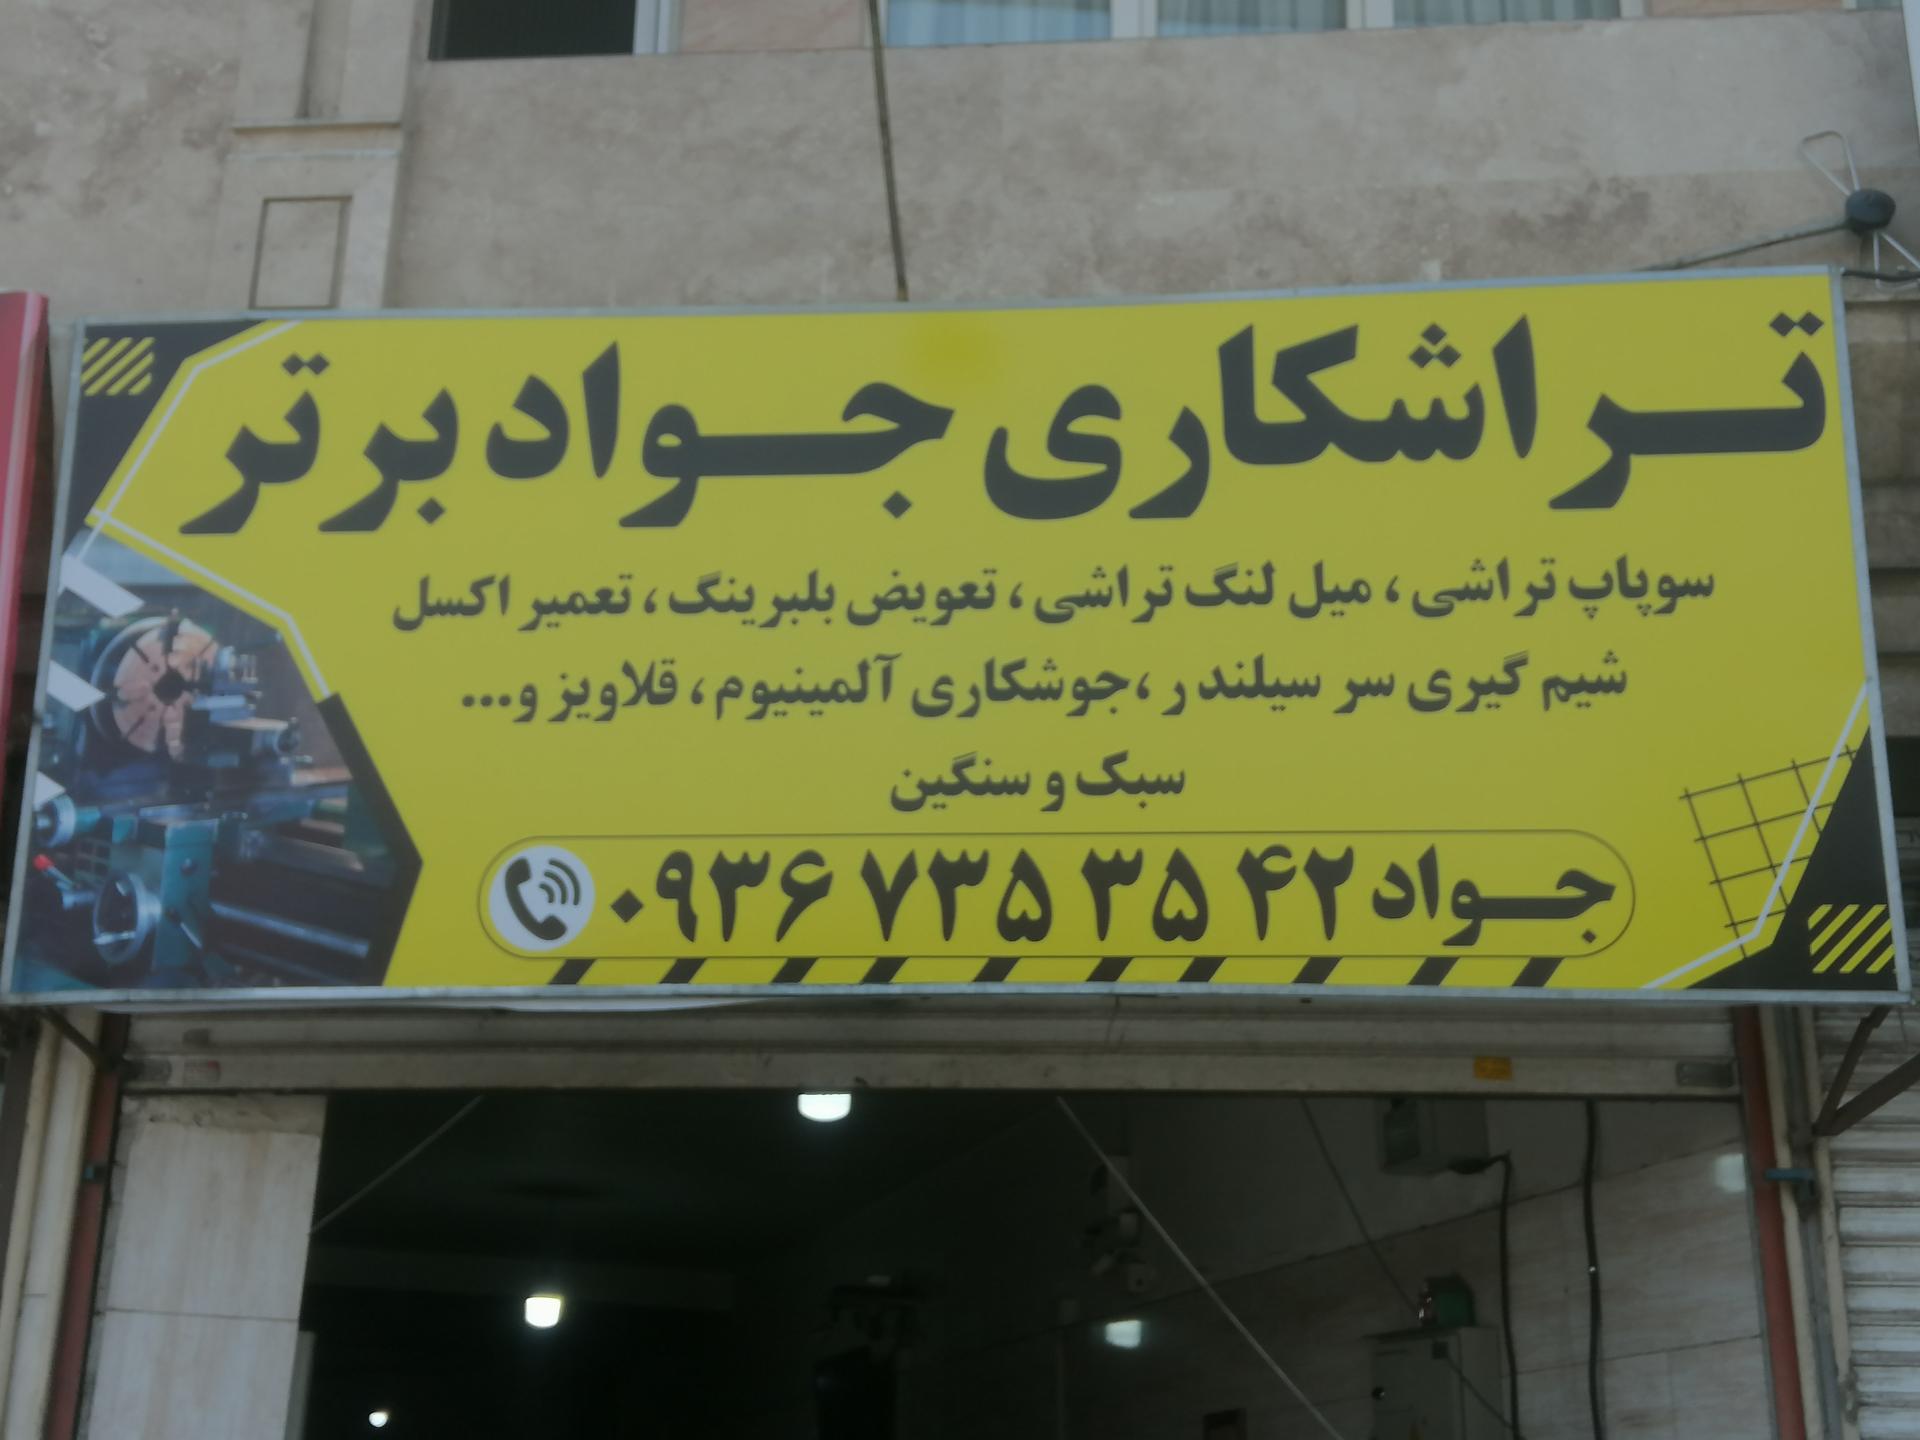 تراشکاری جواد برتر
سوپاپ تراشی، میل لنگ تراشی، تعویض بلبرینگ، تعمیر اکسل
شیم گیری سر سیلندر، جوشکاری آلمینیوم، قلاویز و...
سبک و سنگین
جواد ۰۹۳۶ ۷۳۵ ۳۵ ۴۲